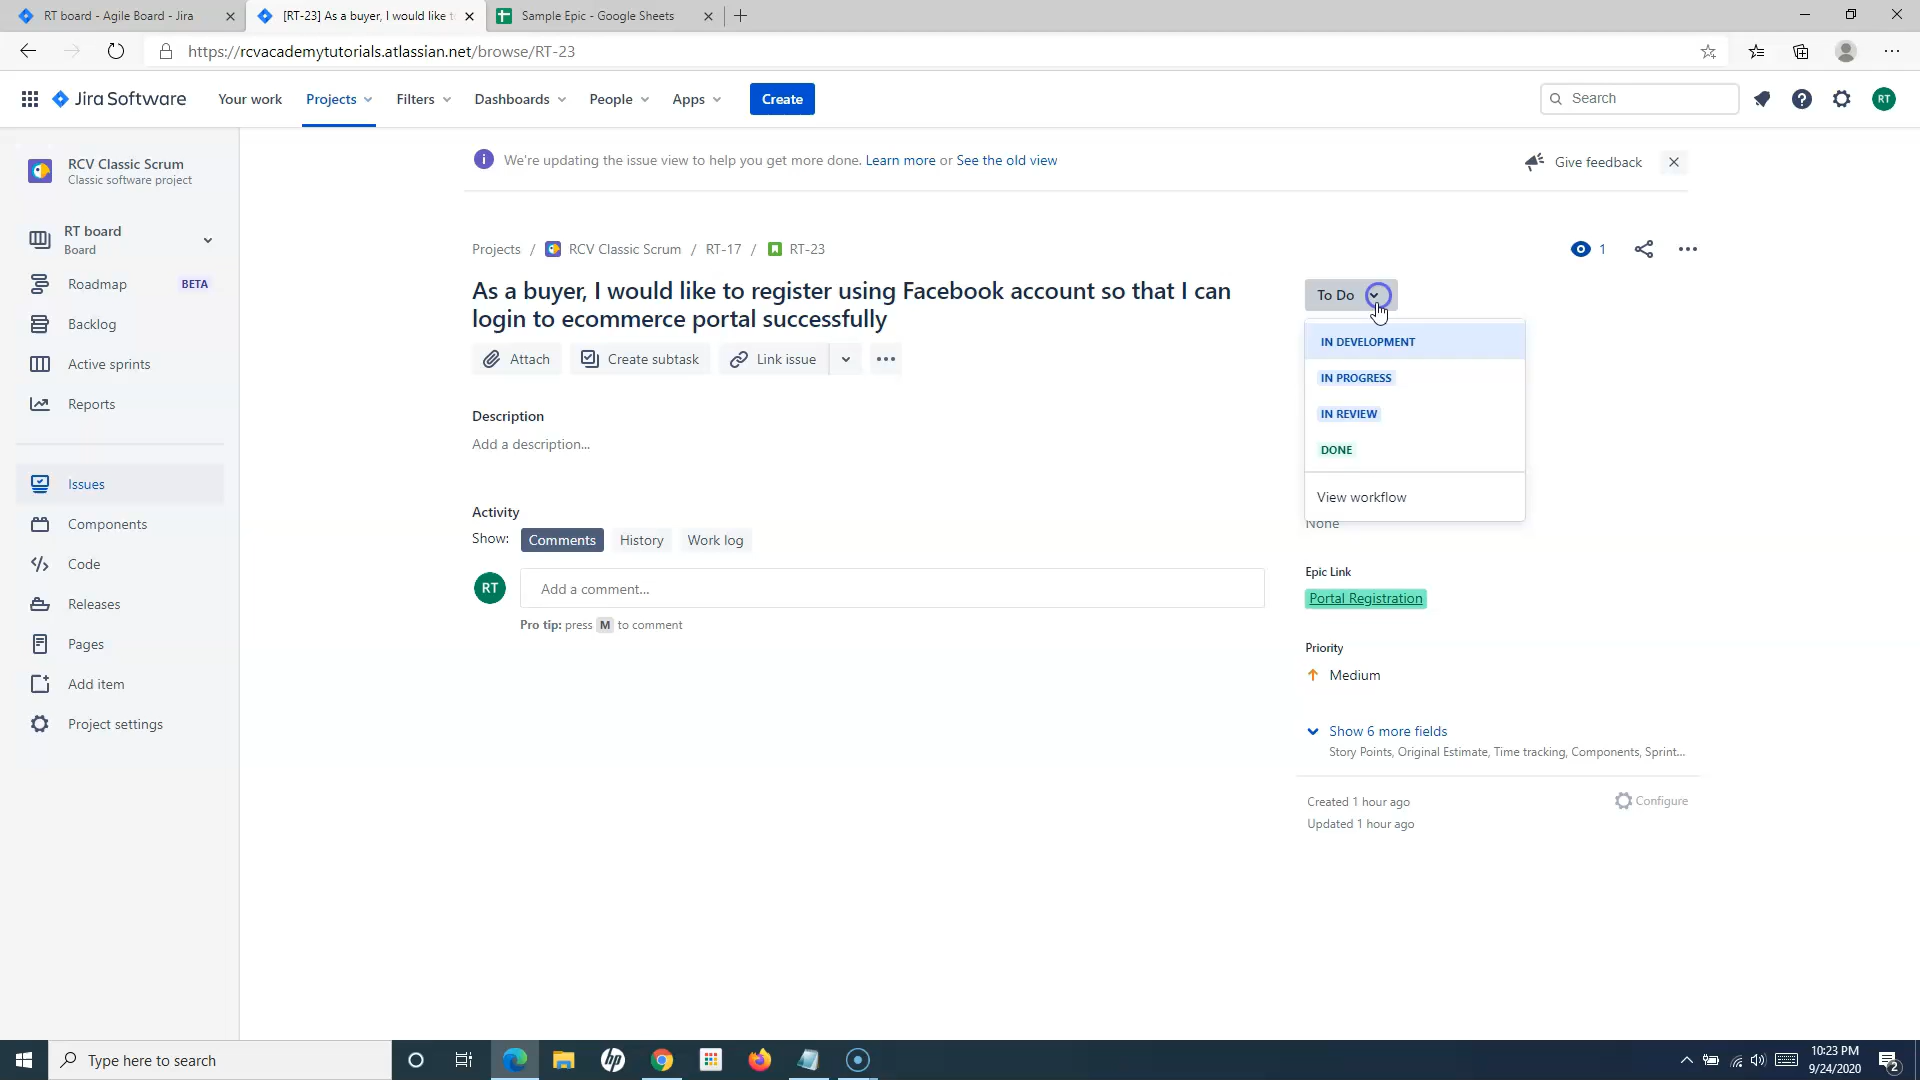 RT board - Agile Board - Jira
[RT-23] As a buyer, I would like to
Sample Epic - Google Sheets
https://rcvacademytutorials.atlassian.net/browse/RT-23
Jira Software
Your work
Projects
Filters
Dashboards
People
Apps
Create
Search
RT
RCV Classic Scrum
Classic software project
RT board
Board
Roadmap
BETA
Backlog
Active sprints
Reports
Issues
Components
Code
Releases
Pages
Add item
Project settings
We're updating the issue view to help you get more done. Learn more or See the old view
Give feedback
Projects / RCV Classic Scrum / RT-17 / RT-23
1
As a buyer, I would like to register using Facebook account so that I can
login to ecommerce portal successfully
Attach
Create subtask
Link issue
Description
Add a description...
Activity
Show:
Comments
History
Work log
RT
Add a comment...
Pro tip: press M to comment
To Do
IN DEVELOPMENT
IN PROGRESS
IN REVIEW
DONE
View workflow
None
Epic Link
Portal Registration
Priority
Medium
Show 6 more fields
Story Points, Original Estimate, Time tracking, Components, Sprint...
Created 1 hour ago
Updated 1 hour ago
Configure
Type here to search
hp
10:23 PM
9/24/2020
2